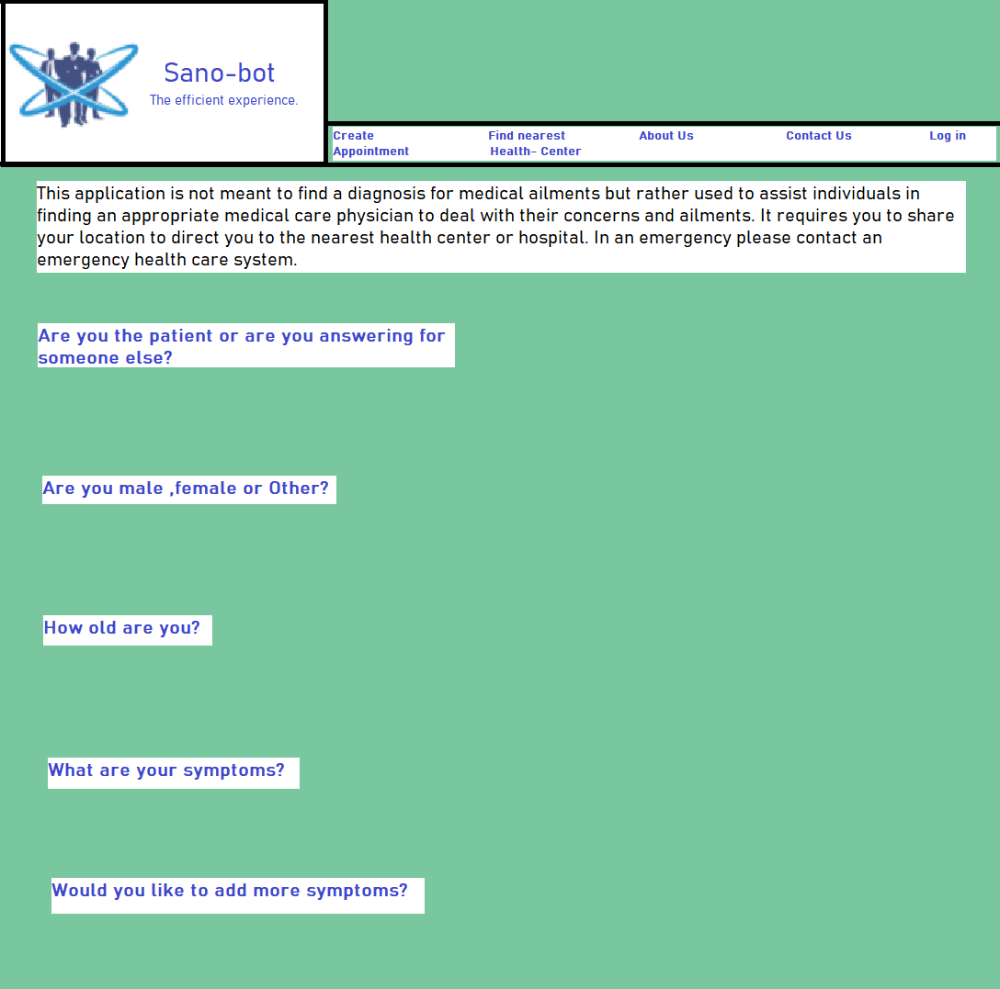 Sano-bot
The efficient experience.
Create
Appointment
Find nearest
Health- Center
About Us
Contact Us
Log in
This application is not meant to find a diagnosis for medical ailments but rather used to assist individuals in
finding an appropriate medical care physician to deal with their concerns and ailments. It requires you to share
your location to direct you to the nearest health center or hospital. In an emergency please contact an
emergency health care system.
Are you the patient or are you answering for
someone else?
Are you male ,female or Other?
How old are you?
What are your symptoms?
Would you like to add more symptoms?